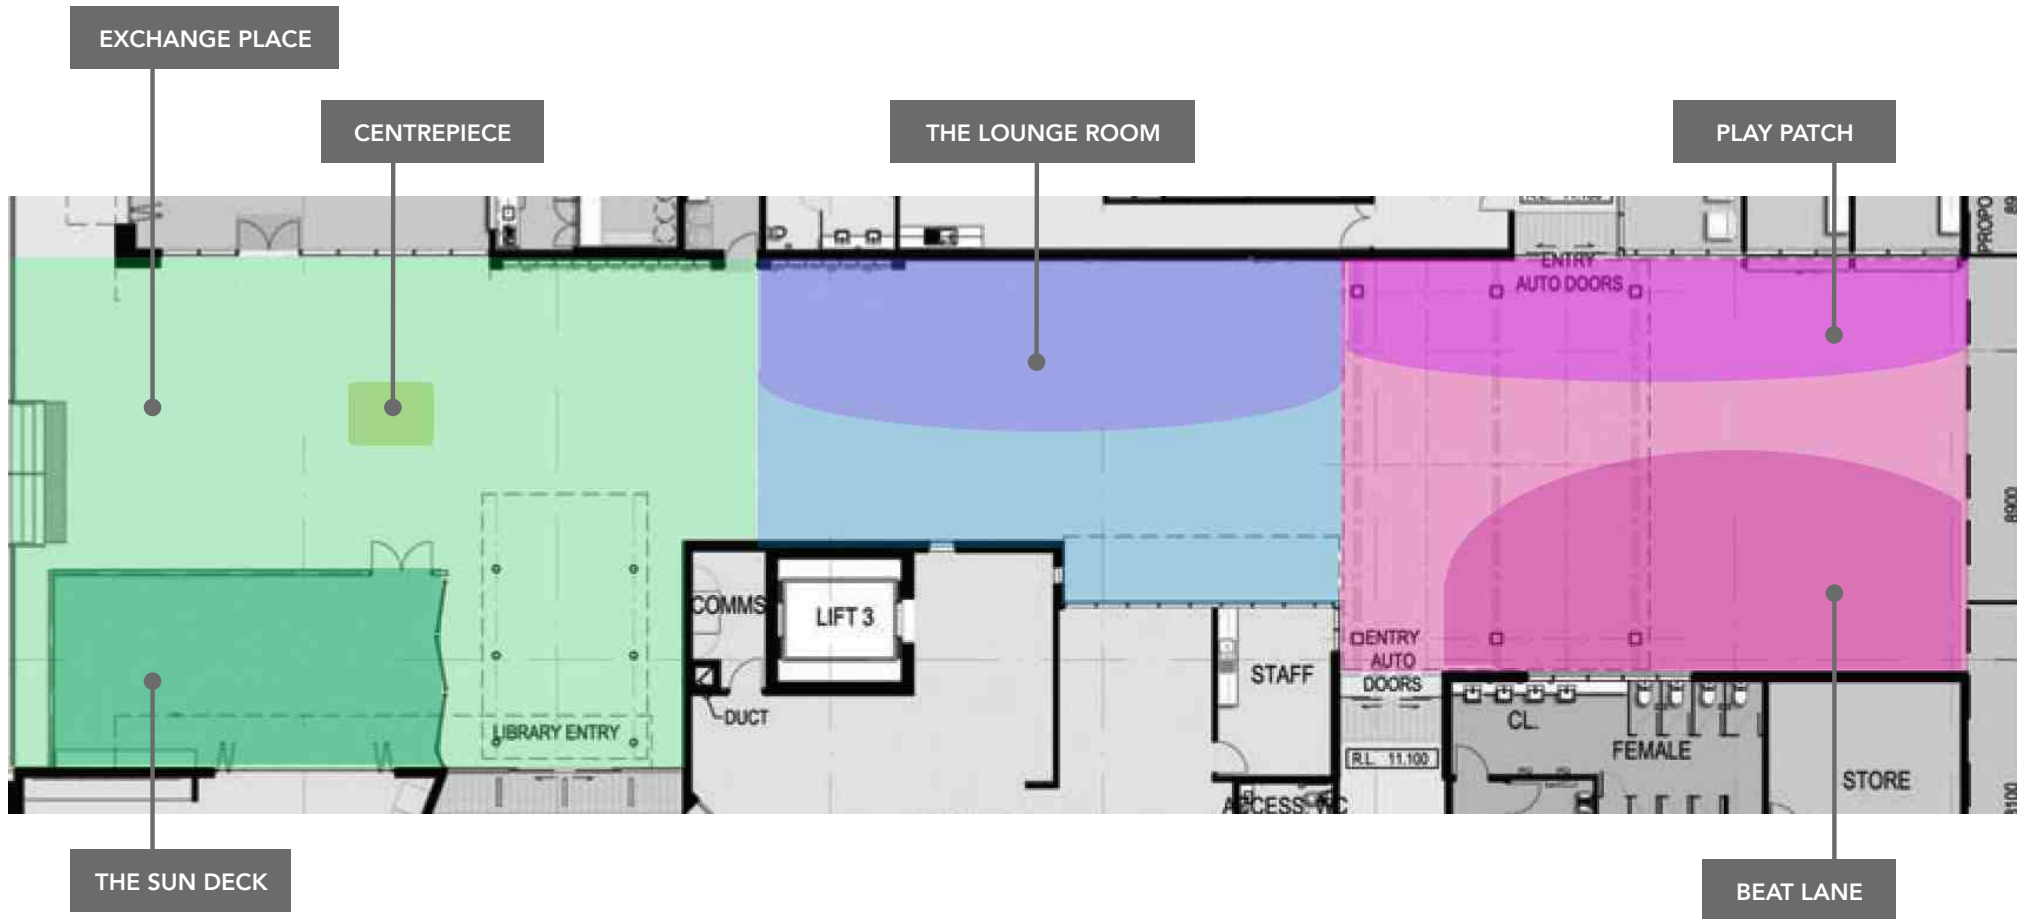 EXCHANGE PLACE
CENTREPIECE
THE LOUNGE ROOM
PLAY PATCH
ENTRY
AUTO DOORS
8900
COMMS
LIFT 3
ENTRY
AUTO
DOORS
STAFF
DUCT
LIBRARY ENTRY
CL.
FEMALE
R.L. 11.100
STORE
ACCESS. WC
THE SUN DECK
BEAT LANE